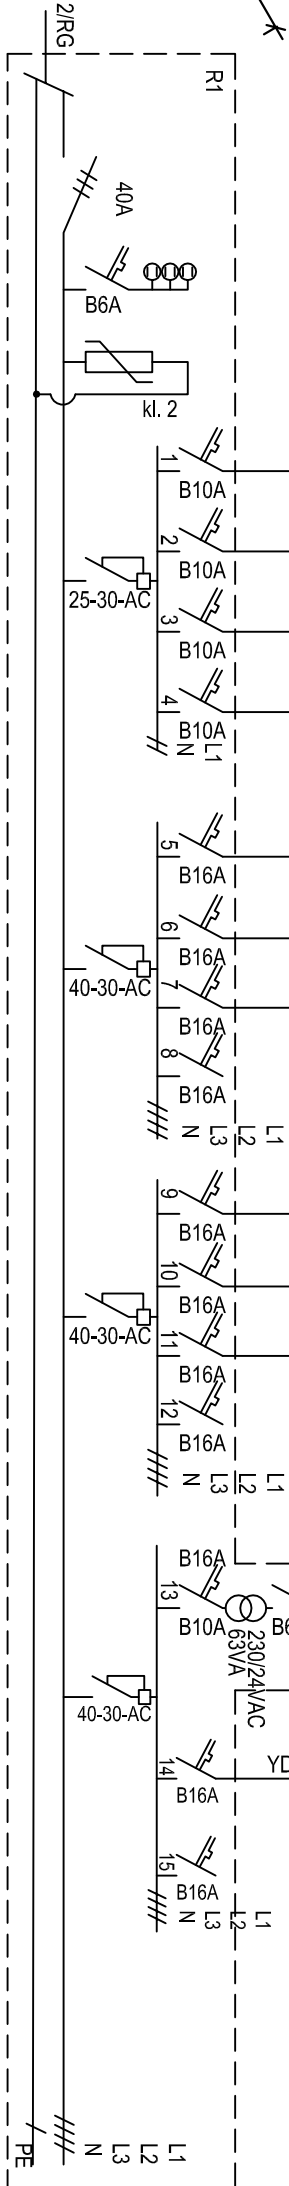 2/RG
R1
40A
B6A
kl. 2
1
B10A
2
B10A
25-30-AC
3
B10A
4
B10A
N
L1
5
B16A
6
B16A
40-30-AC
7
B16A
8
B16A
N
L3
L2
L1
9
B16A
10
B16A
40-30-AC
11
B16A
12
B16A
N
L3
L2
L1
B16A
13
B10A
230/24VAC
63VA
40-30-AC
14
B16A
15
B16A
N
L3
L2
L1
PE
N
L3
L2
L1